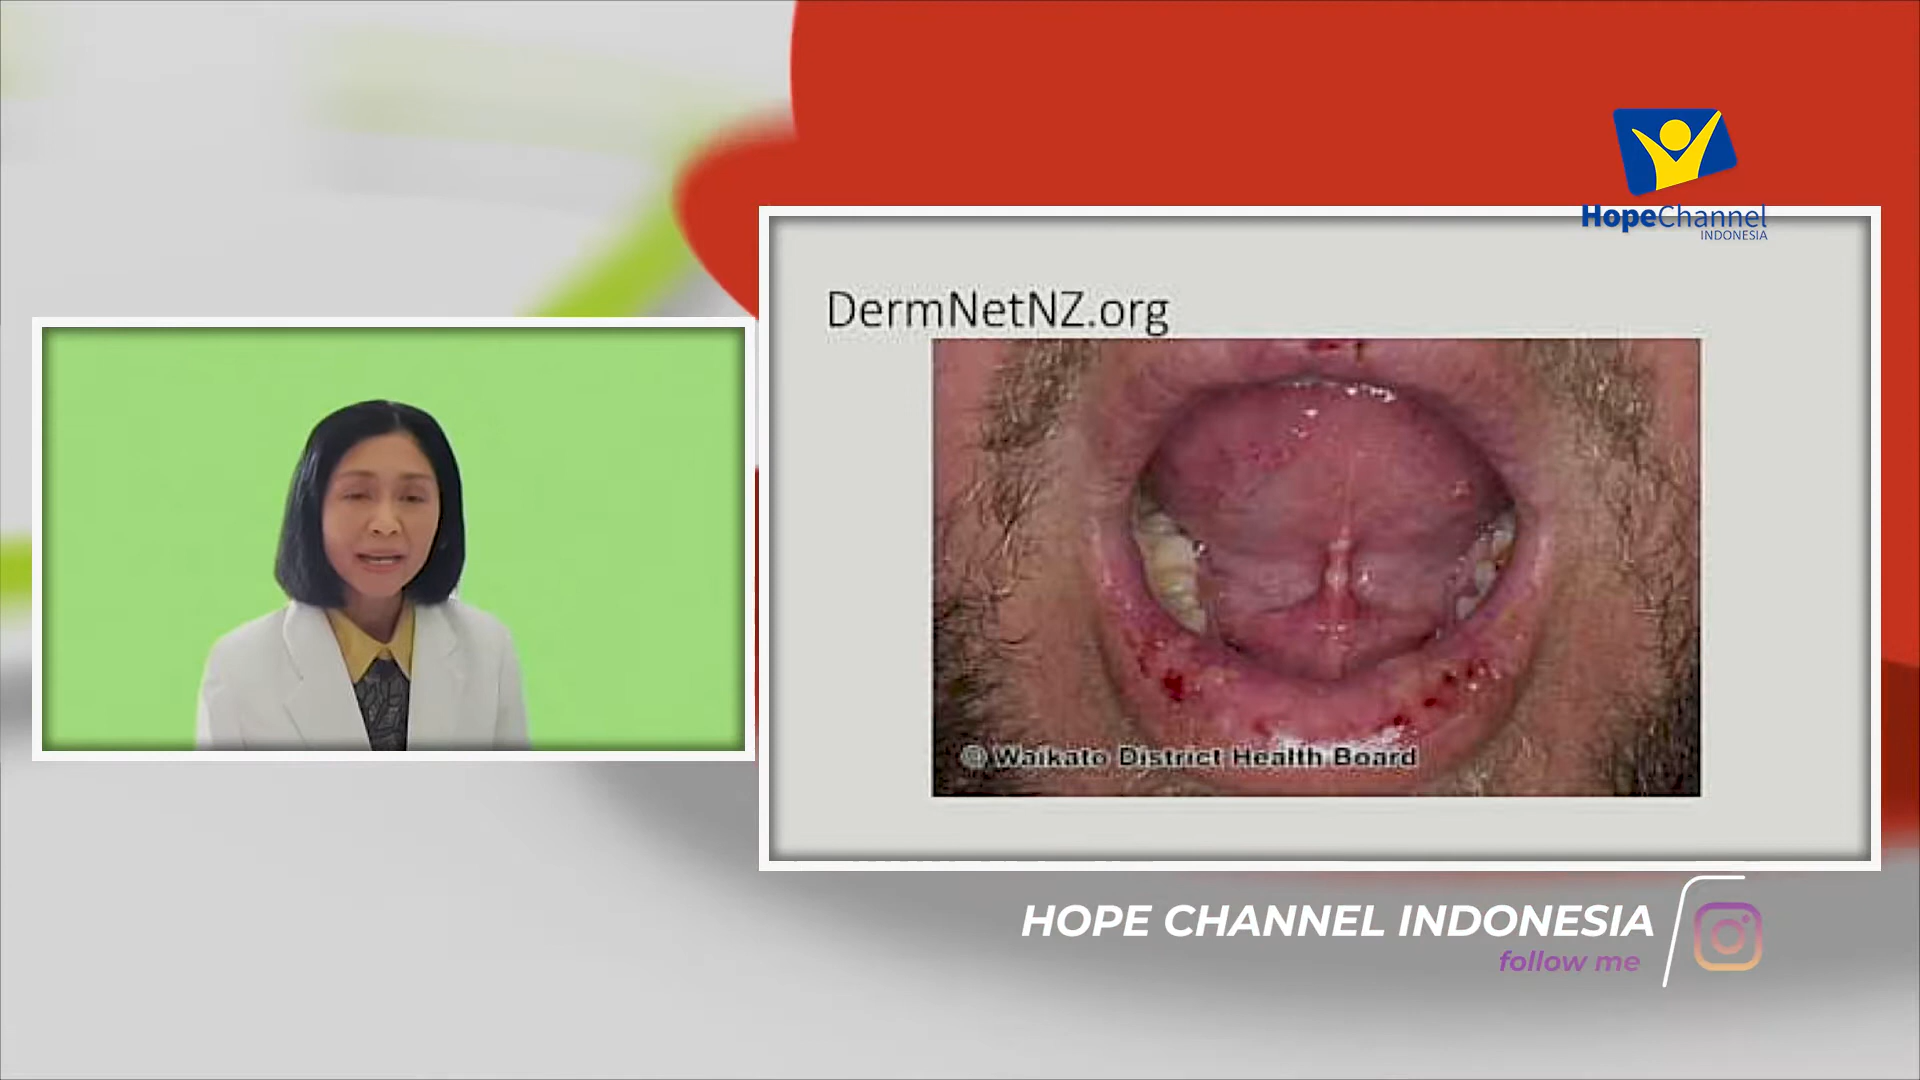 HopeChannel
INDONESIA
DermNetNZ.org
© Waikato District Health Board
HOPE CHANNEL INDONESIA
follow me